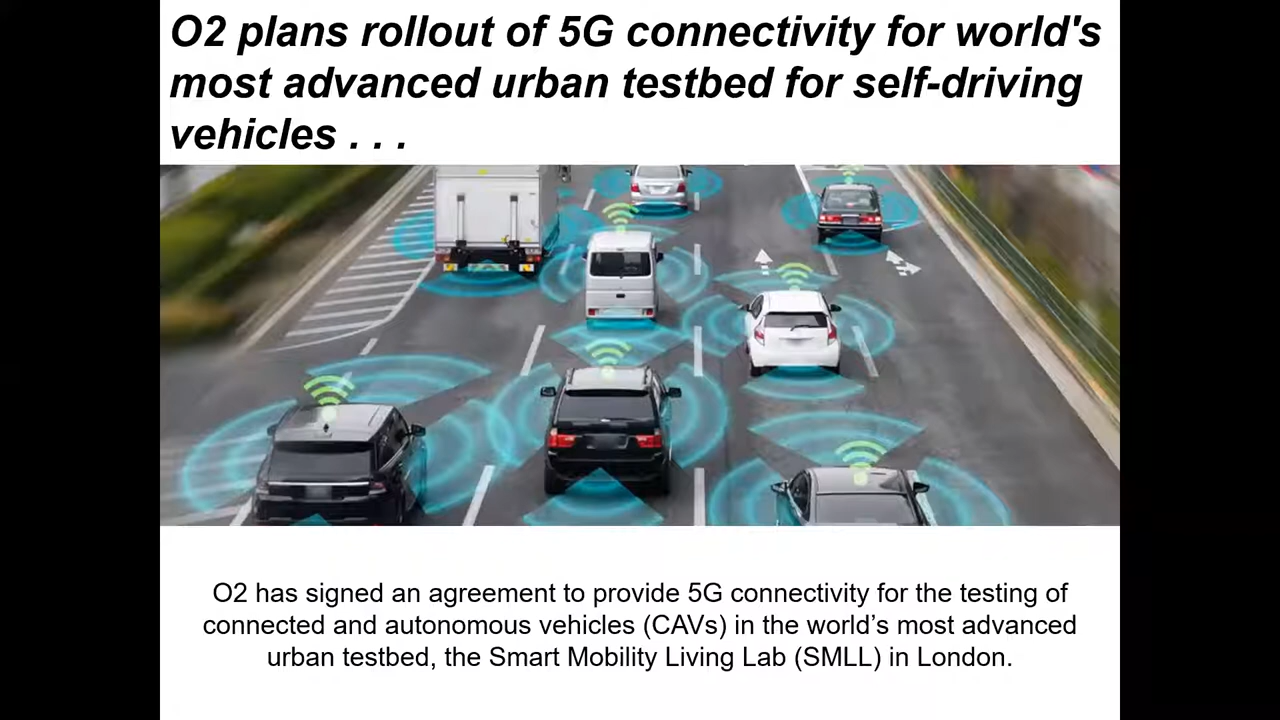 O2 plans rollout of 5G connectivity for world's
most advanced urban testbed for self-driving
vehicles . . .
O2 has signed an agreement to provide 5G connectivity for the testing of
connected and autonomous vehicles (CAVs) in the world’s most advanced
urban testbed, the Smart Mobility Living Lab (SMLL) in London.